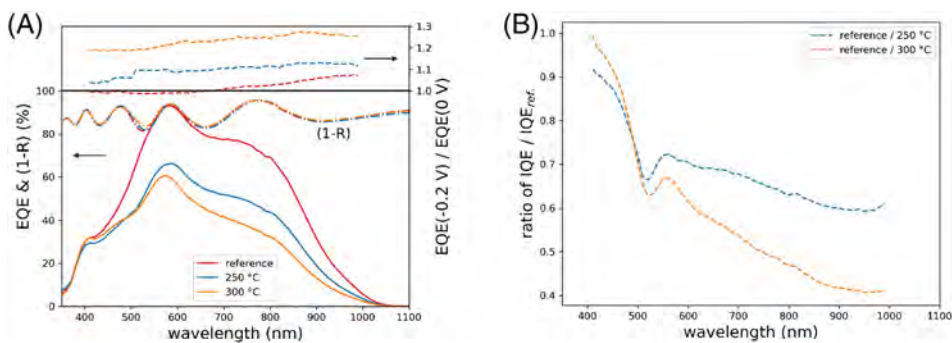 (A)
EQE & (1-R) (%)
100
80
60
40
20
0
1.3
1.2
1.1
1.0
EQE(-0.2 V) / EQE(0 V)
(1-R)
reference
250 °C
300 °C
400 500 600 700 800 900 1000 1100
wavelength (nm)
(B)
ratio of IQE / IQEref.
1.0
0.9
0.8
0.7
0.6
0.5
0.4
reference / 250 °C
reference / 300 °C
400 500 600 700 800 900 1000 1100
wavelength (nm)